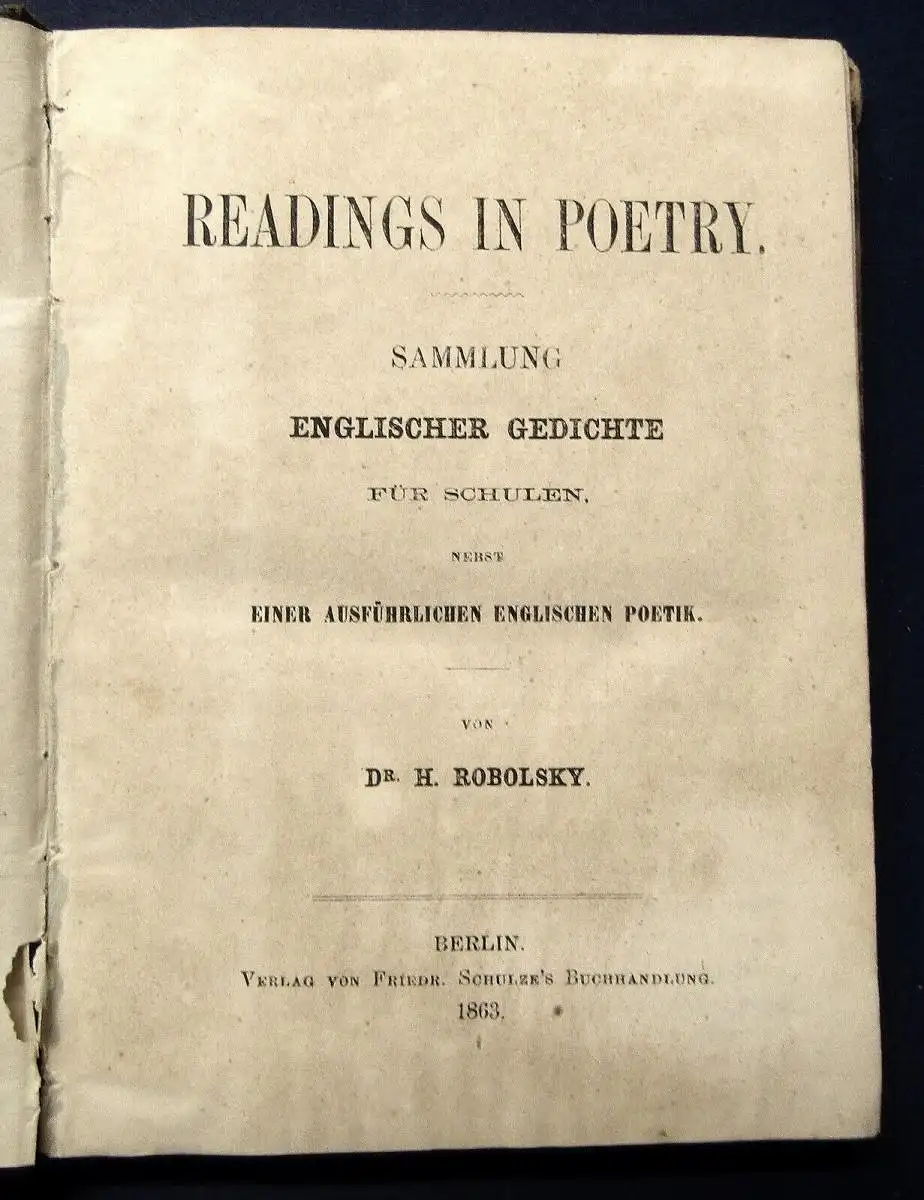 READINGS IN POETRY.
SAMMLUNG
ENGLISCHER GEDICHTE
FÜR SCHULEN,
NEBST
EINER AUSFÜHRLICHEN ENGLISCHEN POETIK.
VON
DR. H. ROBOLSKY.
BERLIN.
VERLAG VON FRIEDR. SCHULZE'S BUCHHANDLUNG.
1863.